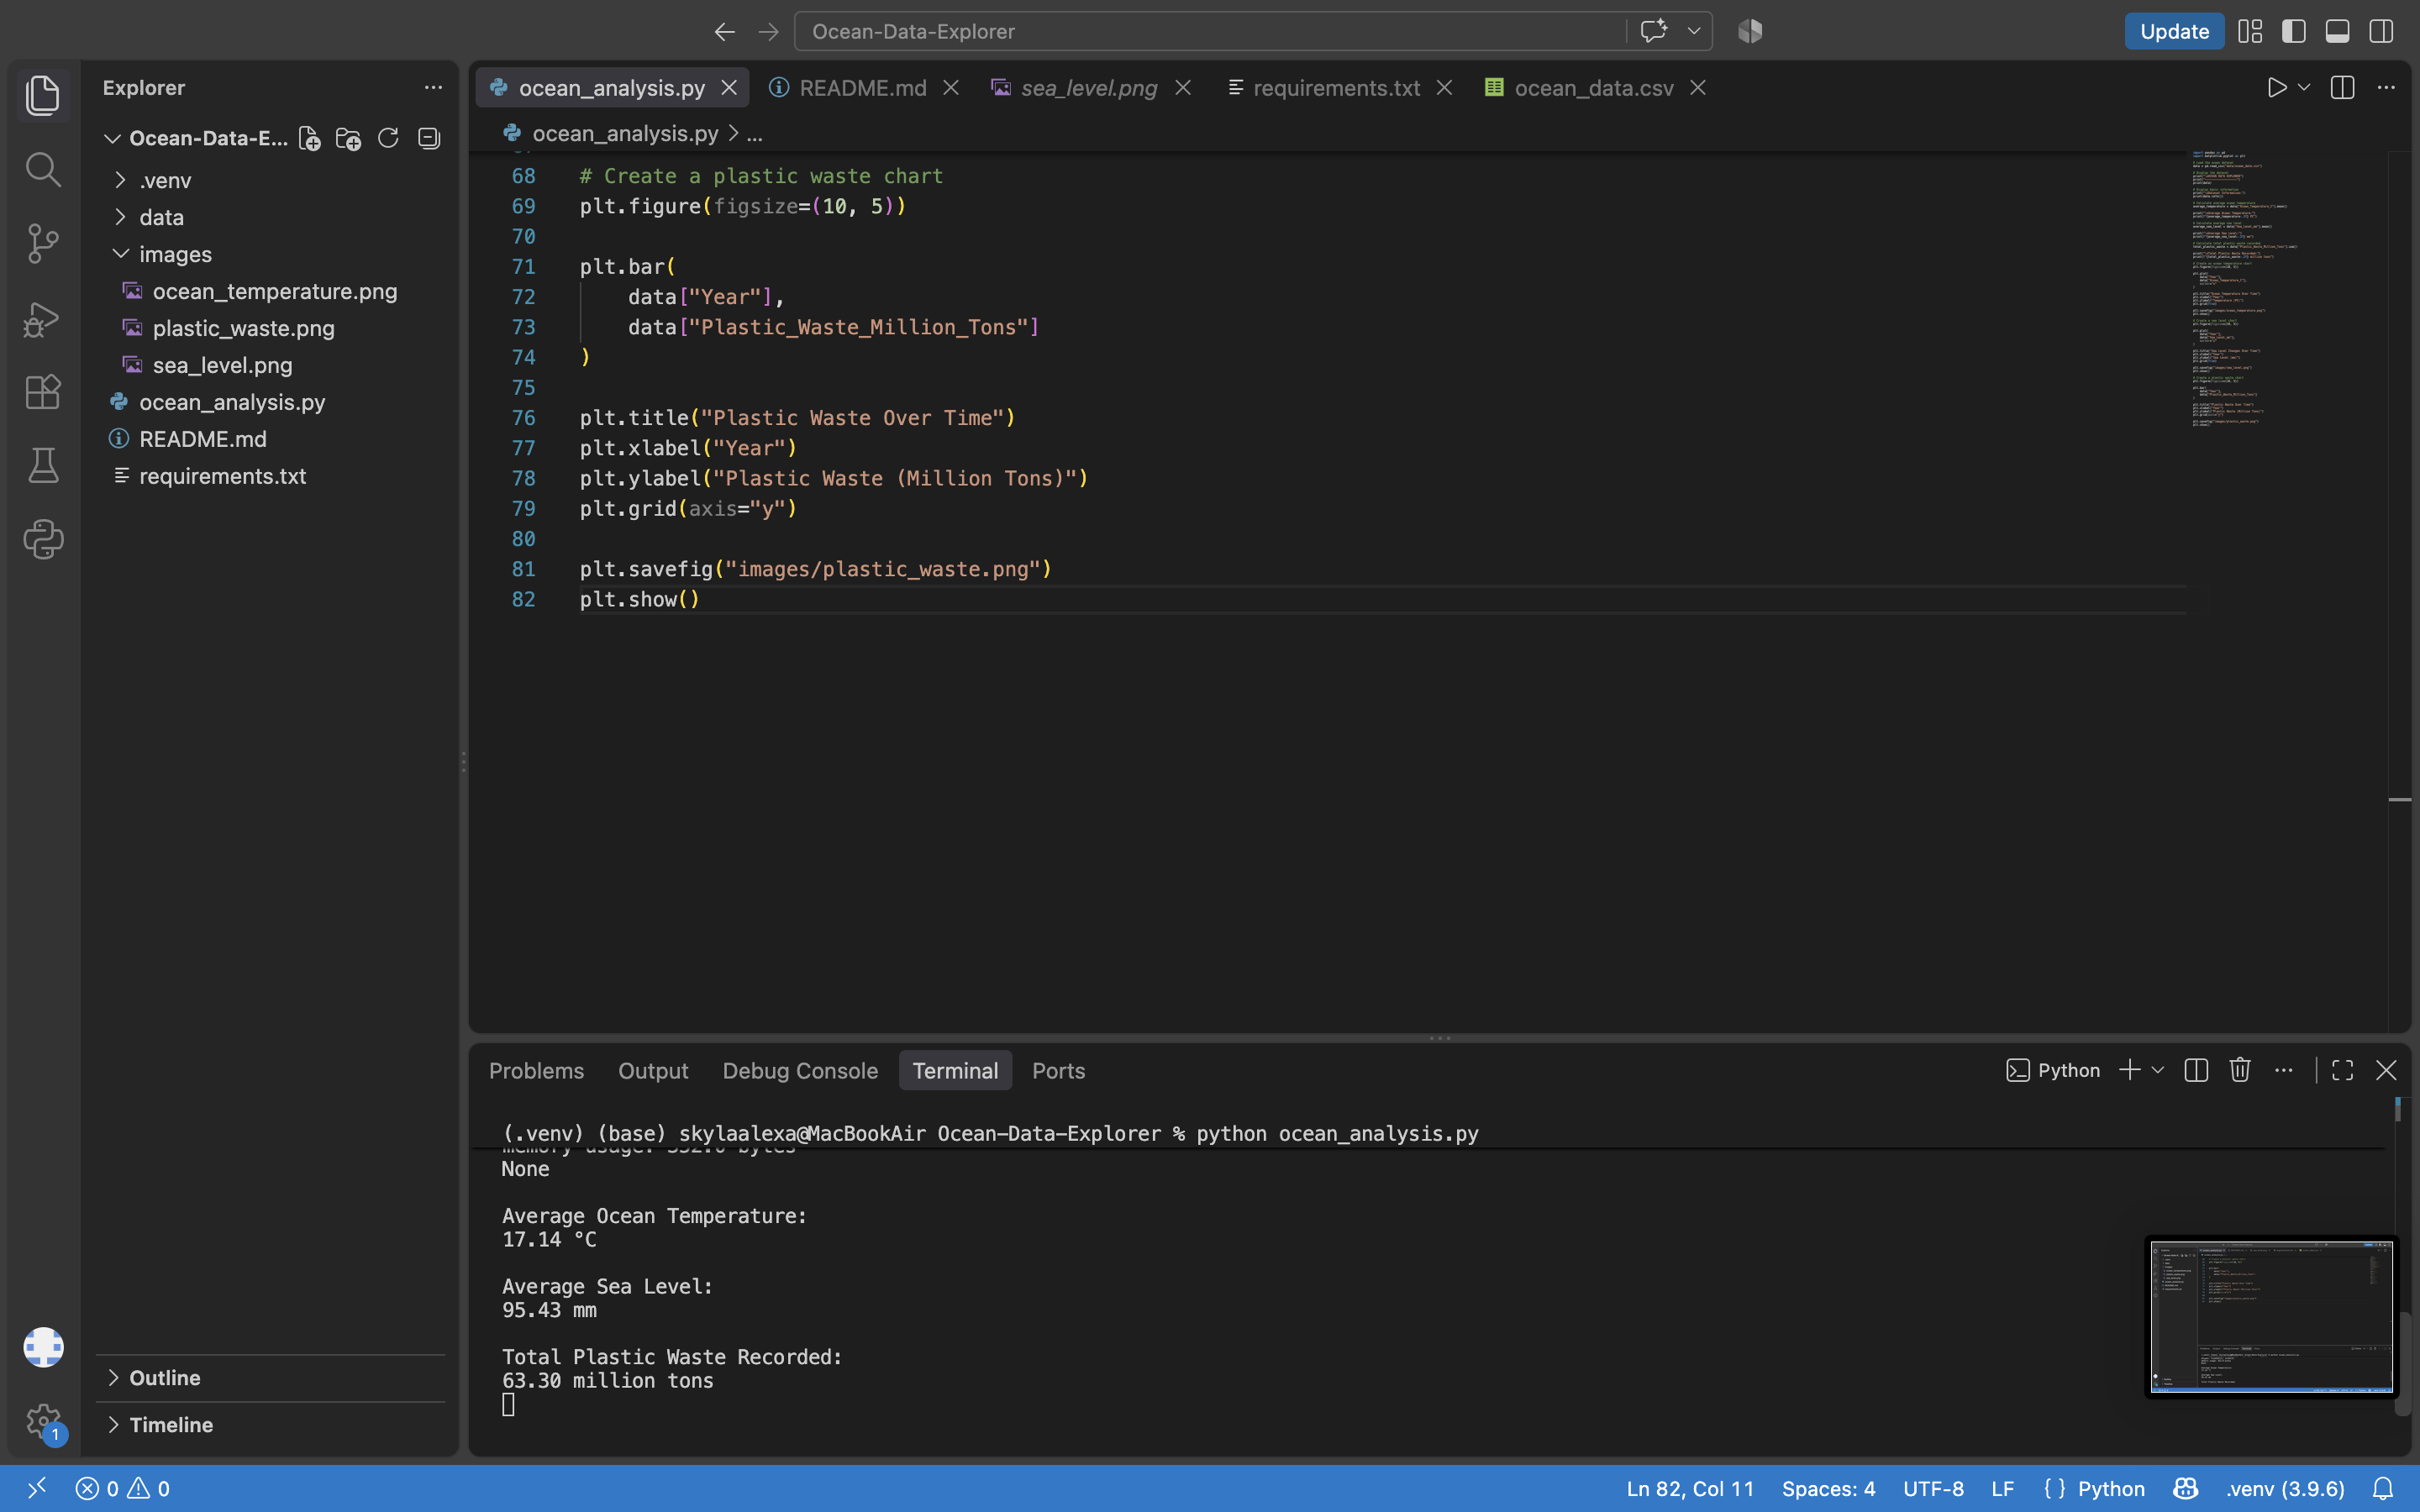 Ocean-Data-Explorer
Update
Explorer
Ocean-Data-E...
.venv
data
images
ocean_temperature.png
plastic_waste.png
sea_level.png
ocean_analysis.py
README.md
requirements.txt
Outline
Timeline
1
ocean_analysis.py
README.md
sea_level.png
requirements.txt
ocean_data.csv
ocean_analysis.py > ...
68 # Create a plastic waste chart
69 plt.figure(figsize=(10, 5))
70
71 plt.bar(
72     data["Year"],
73     data["Plastic_Waste_Million_Tons"]
74 )
75
76 plt.title("Plastic Waste Over Time")
77 plt.xlabel("Year")
78 plt.ylabel("Plastic Waste (Million Tons)")
79 plt.grid(axis="y")
80
81 plt.savefig("images/plastic_waste.png")
82 plt.show()
Problems Output Debug Console Terminal Ports
Python
(.venv) (base) skylaalexa@MacBookAir Ocean-Data-Explorer % python ocean_analysis.py
None
Average Ocean Temperature:
17.14 °C
Average Sea Level:
95.43 mm
Total Plastic Waste Recorded:
63.30 million tons
0 0
Ln 82, Col 11 Spaces: 4 UTF-8 LF {} Python .venv (3.9.6)